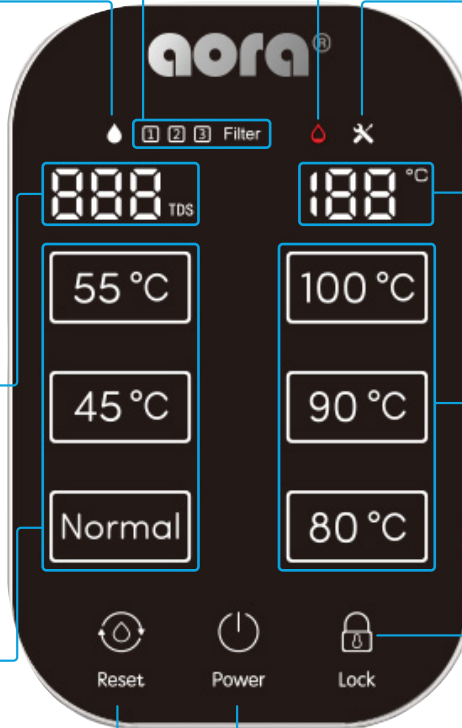 aora®
1 2 3 Filter
888 TDS
188 °C
55 °C
100 °C
45 °C
90 °C
Normal
80 °C
Reset
Power
Lock